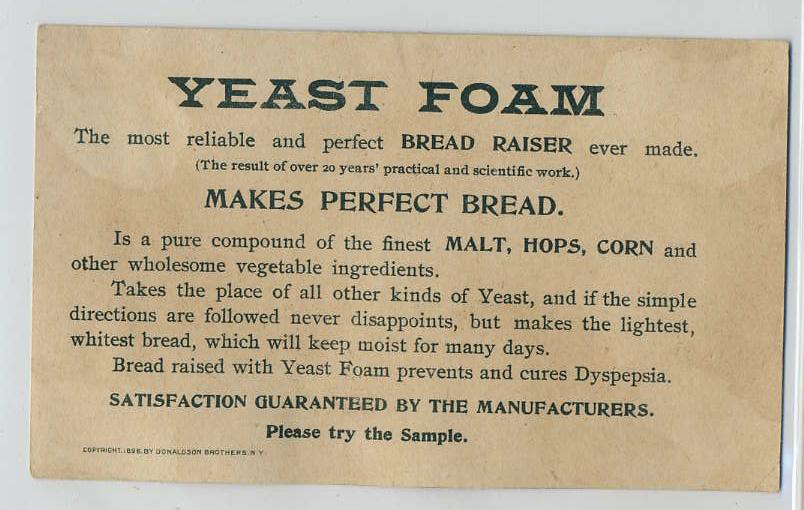 YEAST FOAM
The most reliable and perfect BREAD RAISER ever made.
(The result of over 20 years' practical and scientific work.)
MAKES PERFECT BREAD.
Is a pure compound of the finest MALT, HOPS, CORN and
other wholesome vegetable ingredients.
Takes the place of all other kinds of Yeast, and if the simple
directions are followed never disappoints, but makes the lightest,
whitest bread, which will keep moist for many days.
Bread raised with Yeast Foam prevents and cures Dyspepsia.
SATISFACTION GUARANTEED BY THE MANUFACTURERS.
Please try the Sample.
COPYRIGHT, 1896, BY DONALDSON BROTHERS, N.Y.